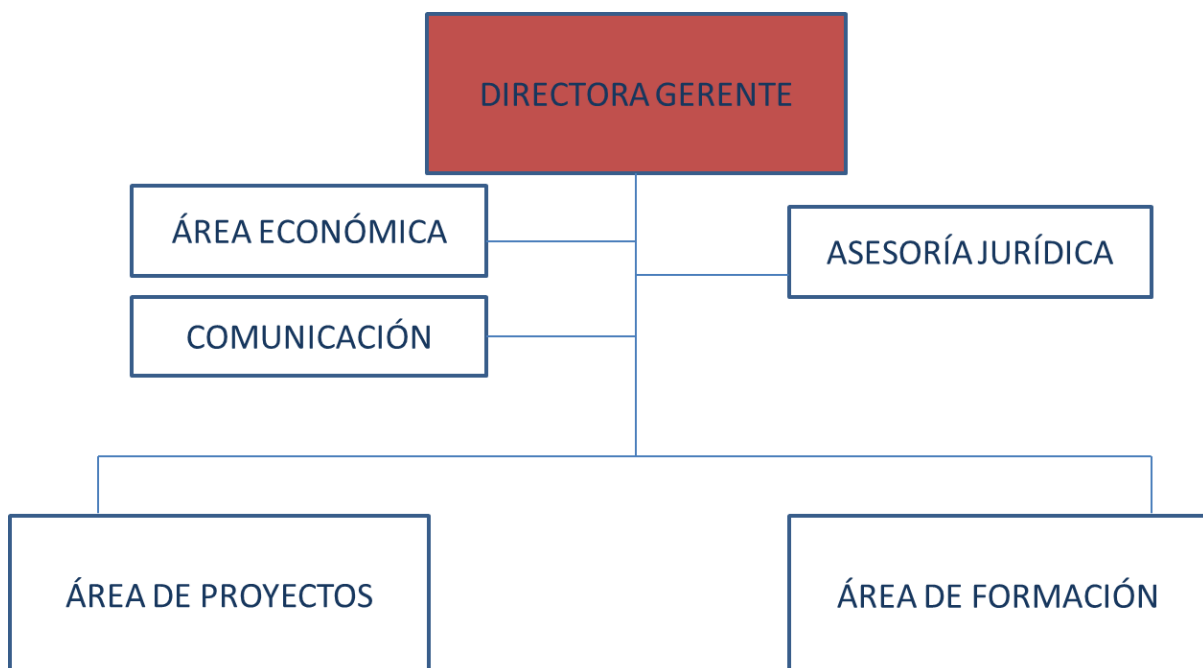 DIRECTORA GERENTE
ÁREA ECONÓMICA
ASESORÍA JURÍDICA
COMUNICACIÓN
ÁREA DE PROYECTOS
ÁREA DE FORMACIÓN